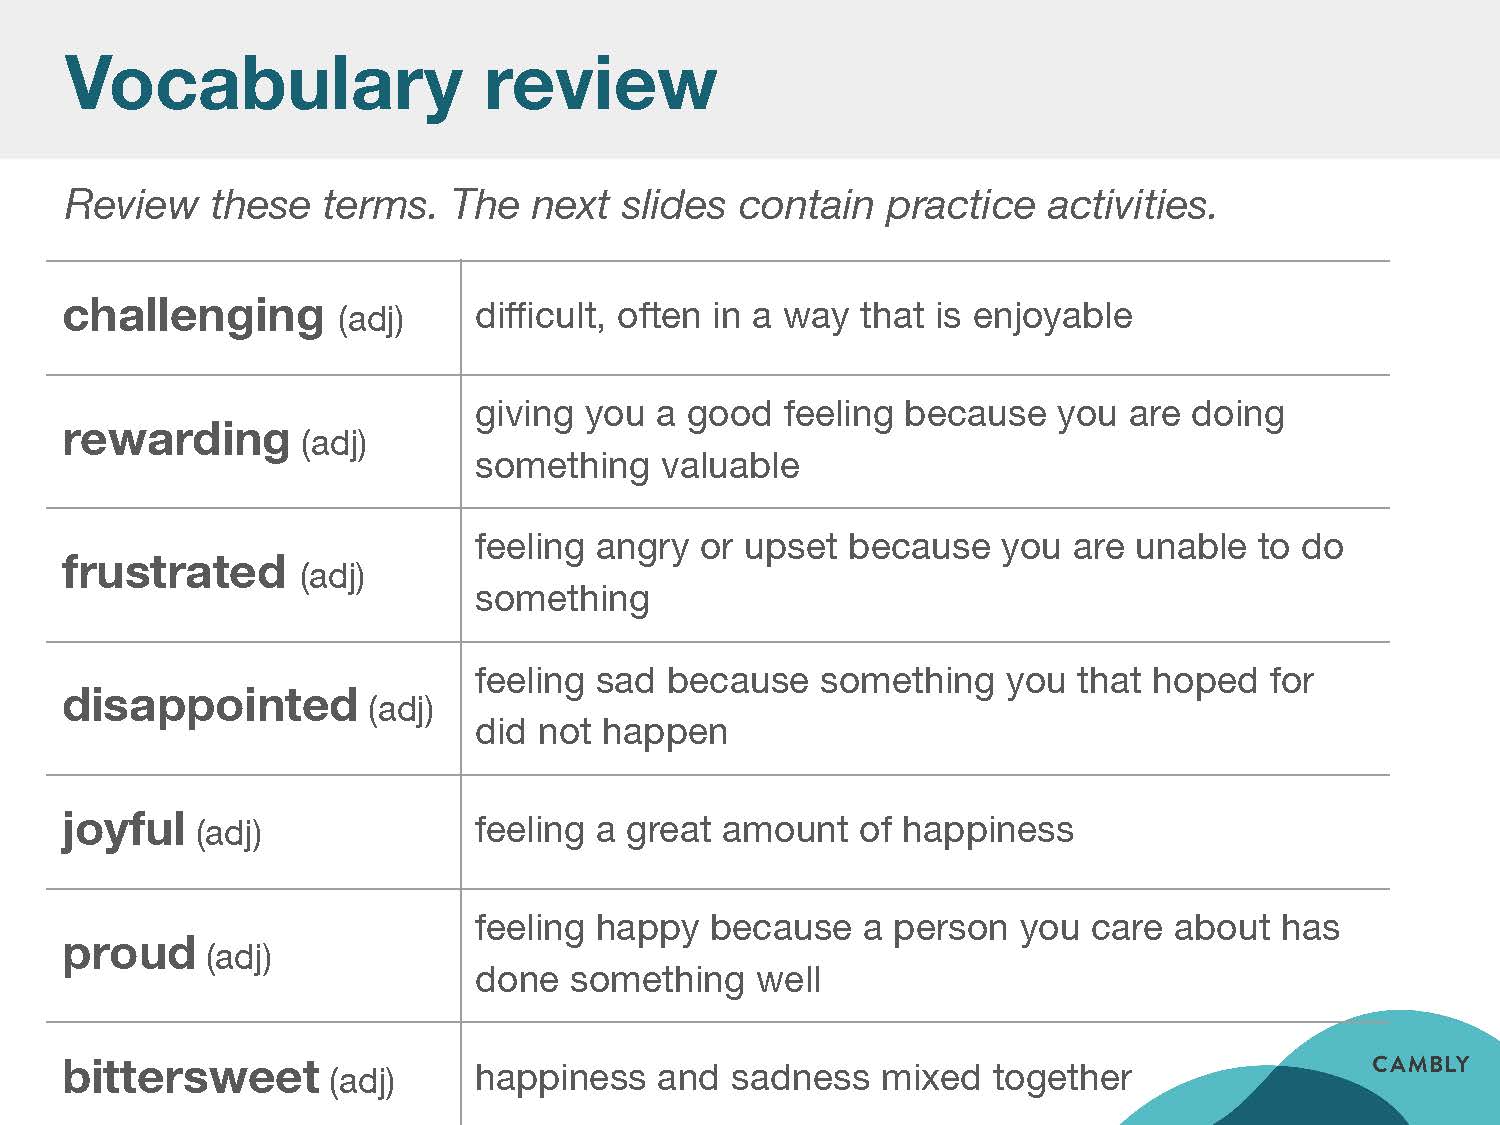 Vocabulary review
Review these terms. The next slides contain practice activities.
challenging (adj)
difficult, often in a way that is enjoyable
rewarding (adj)
giving you a good feeling because you are doing
something valuable
frustrated (adj)
feeling angry or upset because you are unable to do
something
disappointed (adj)
feeling sad because something you that hoped for
did not happen
joyful (adj)
feeling a great amount of happiness
proud (adj)
feeling happy because a person you care about has
done something well
bittersweet (adj)
happiness and sadness mixed together
CAMBLY